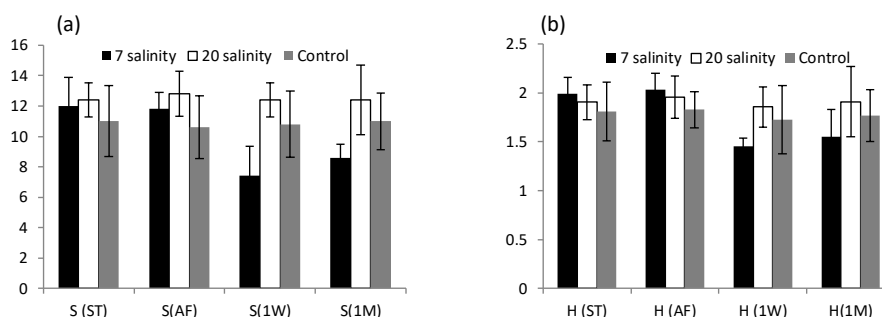 (a)
7 salinity 20 salinity Control
16
14
12
10
8
6
4
2
0
S (ST) S(AF) S(1W) S(1M)
(b)
7 salinity 20 salinity Control
2.5
2
1.5
1
0.5
0
H (ST) H (AF) H (1W) H(1M)